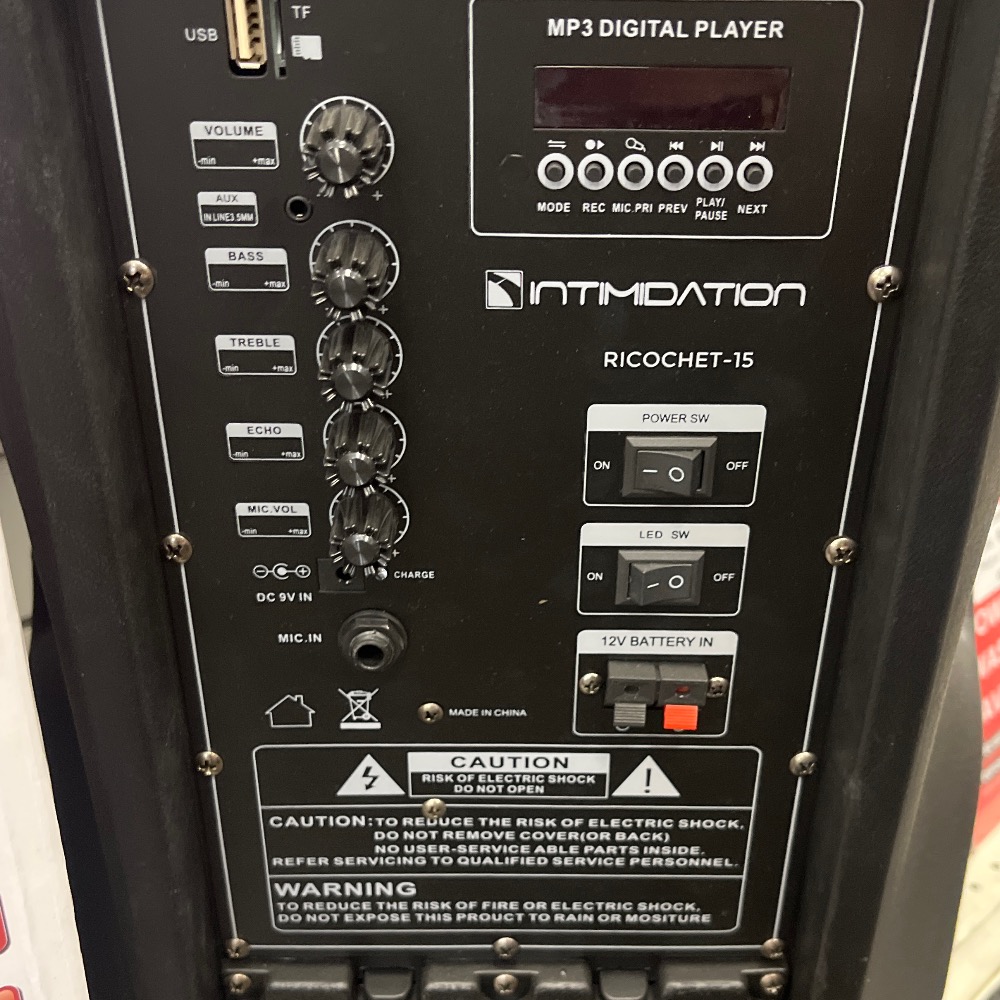 USB
TF
MP3 DIGITAL PLAYER
VOLUME
-min +max
MODE REC MIC.PRI PREV PLAY/ PAUSE NEXT
AUX
IN LINE3.5MM
BASS
-min +max
INTIMIDATION
TREBLE
-min +max
RICOCHET-15
ECHO
-min +max
POWER SW
ON OFF
MIC.VOL
-min +max
LED SW
ON OFF
CHARGE
DC 9V IN
MIC.IN
12V BATTERY IN
MADE IN CHINA
CAUTION
RISK OF ELECTRIC SHOCK
DO NOT OPEN
CAUTION:TO REDUCE THE RISK OF ELECTRIC SHOCK,
DO NOT REMOVE COVER(OR BACK)
NO USER-SERVICE ABLE PARTS INSIDE.
REFER SERVICING TO QUALIFIED SERVICE PERSONNEL.
WARNING
TO REDUCE THE RISK OF FIRE OR ELECTRIC SHOCK,
DO NOT EXPOSE THIS PROUCT TO RAIN OR MOSITURE